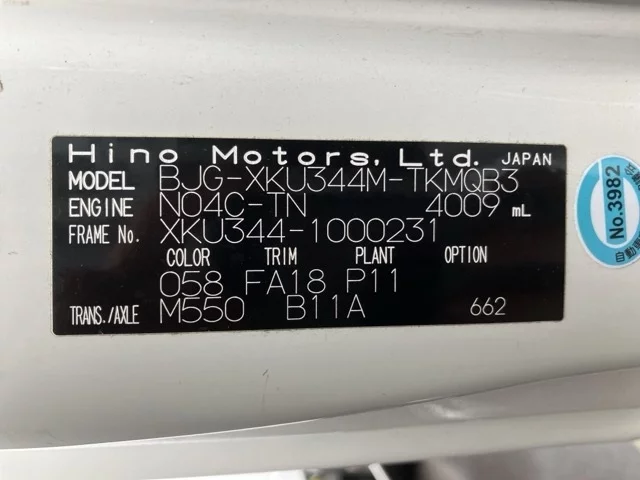 Hino Motors, Ltd. JAPAN
MODEL BJG-XKU344M-TKMQB3
ENGINE N04C-TN 4009 mL
FRAME No. XKU344-1000231
COLOR TRIM PLANT OPTION
058 FA18 P11
TRANS./AXLE M550 B11A 662
No.3982